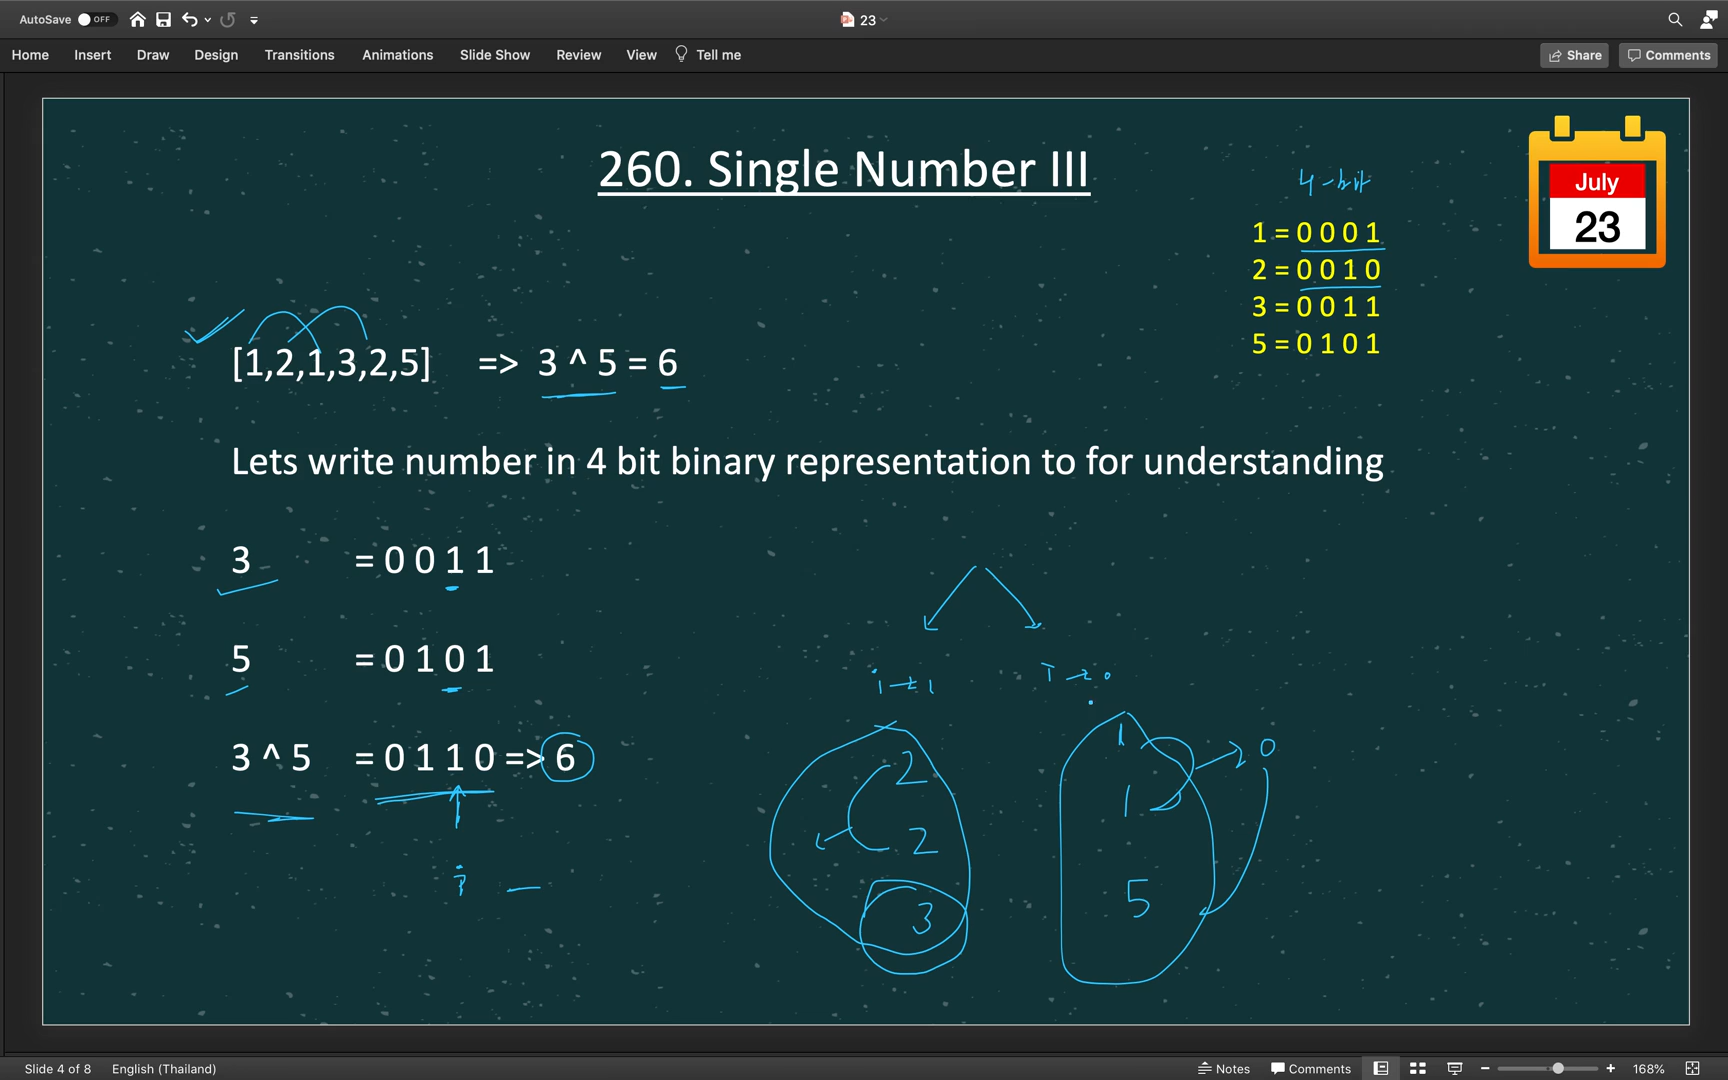 AutoSave OFF
23
Home Insert Draw Design Transitions Animations Slide Show Review View Tell me Share Comments
260. Single Number III
July
23
4-bit
1 = 0 0 0 1
2 = 0 0 1 0
3 = 0 0 1 1
5 = 0 1 0 1
[1,2,1,3,2,5] => 3 ^ 5 = 6
Lets write number in 4 bit binary representation to for understanding
3 = 0 0 1 1
5 = 0 1 0 1
3 ^ 5 = 0 1 1 0 => 6
i
2
2
3
1
1
5
0
Slide 4 of 8 English (Thailand) Notes Comments 168%